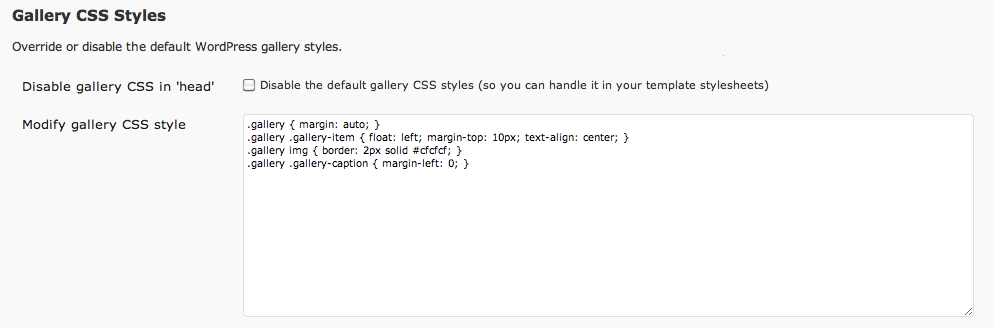 Gallery CSS Styles
Override or disable the default WordPress gallery styles.
Disable gallery CSS in 'head' Disable the default gallery CSS styles (so you can handle it in your template stylesheets)
Modify gallery CSS style
.gallery { margin: auto; }
.gallery .gallery-item { float: left; margin-top: 10px; text-align: center; }
.gallery img { border: 2px solid #cfcfcf; }
.gallery .gallery-caption { margin-left: 0; }